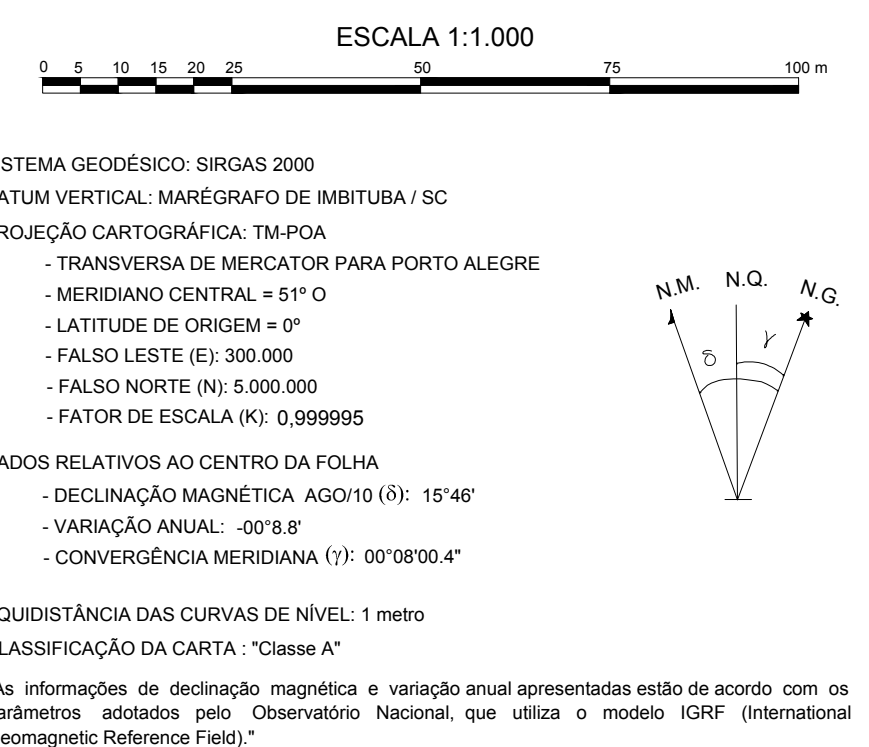 ESCALA 1:1.000
0 5 10 15 20 25 50 75 100 m
ISTEMA GEODÉSICO: SIRGAS 2000
ATUM VERTICAL: MARÉGRAFO DE IMBITUBA / SC
ROJEÇÃO CARTOGRÁFICA: TM-POA
- TRANSVERSA DE MERCATOR PARA PORTO ALEGRE
- MERIDIANO CENTRAL = 51º O
- LATITUDE DE ORIGEM = 0º
- FALSO LESTE (E): 300.000
- FALSO NORTE (N): 5.000.000
- FATOR DE ESCALA (K): 0,999995
N.M. N.Q. N.G.
δ γ
ADOS RELATIVOS AO CENTRO DA FOLHA
- DECLINAÇÃO MAGNÉTICA AGO/10 (δ): 15°46'
- VARIAÇÃO ANUAL: -00°8.8'
- CONVERGÊNCIA MERIDIANA (γ): 00°08'00.4"
QUIDISTÂNCIA DAS CURVAS DE NÍVEL: 1 metro
LASSIFICAÇÃO DA CARTA : "Classe A"
As informações de declinação magnética e variação anual apresentadas estão de acordo com os
arâmetros adotados pelo Observatório Nacional, que utiliza o modelo IGRF (International
eomagnetic Reference Field)."